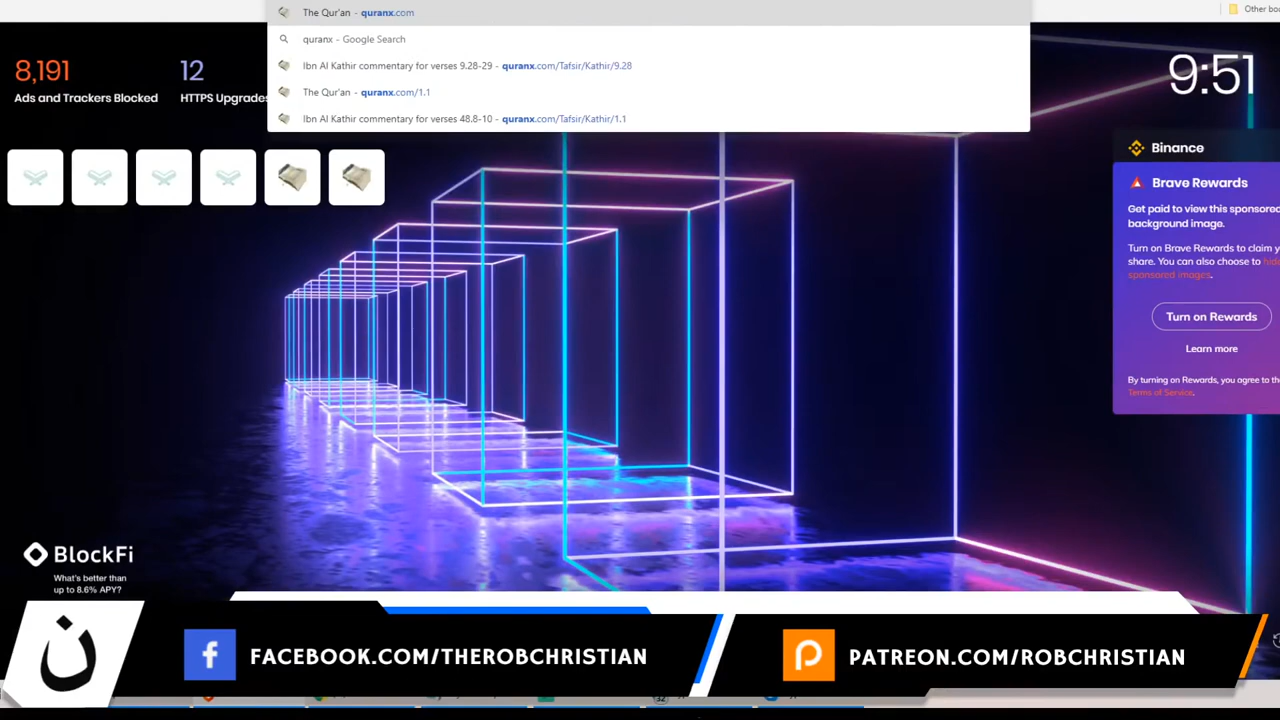 The Qur'an - quranx.com
Other boo
quranx - Google Search
Ibn Al Kathir commentary for verses 9.28-29 - quranx.com/Tafsir/Kathir/9.28
The Qur'an - quranx.com/1.1
Ibn Al Kathir commentary for verses 48.8-10 - quranx.com/Tafsir/Kathir/1.1
8,191
Ads and Trackers Blocked
12
HTTPS Upgrades
9:51
Binance
Brave Rewards
Get paid to view this sponsored
background image.
Turn on Brave Rewards to claim y
share. You can also choose to hid
sponsored images.
Turn on Rewards
Learn more
By turning on Rewards, you agree to the
Terms of Service.
BlockFi
What's better than
up to 8.6% APY?
ن
FACEBOOK.COM/THEROBCHRISTIAN
PATREON.COM/ROBCHRISTIAN